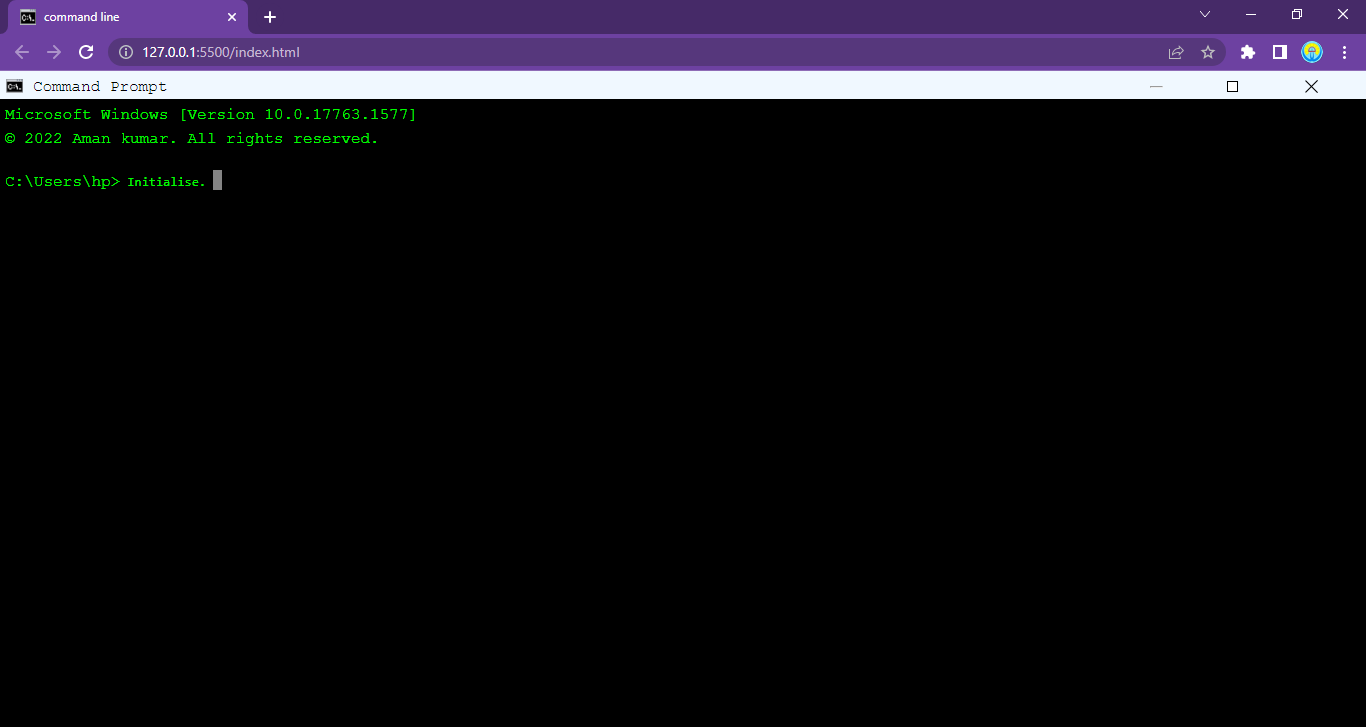 command line
127.0.0.1:5500/index.html
Command Prompt
Microsoft Windows [Version 10.0.17763.1577]
© 2022 Aman kumar. All rights reserved.
C:\Users\hp> Initialise.